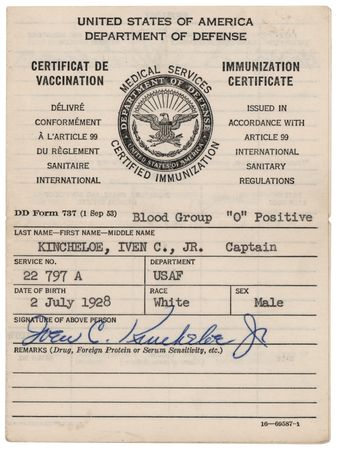 UNITED STATES OF AMERICA
DEPARTMENT OF DEFENSE
CERTIFICAT DE
VACCINATION
DÉLIVRÉ
CONFORMÉMENT
À L'ARTICLE 99
DU RÈGLEMENT
SANITAIRE
INTERNATIONAL
MEDICAL SERVICES
DEPARTMENT OF DEFENSE
UNITED STATES OF AMERICA
CERTIFIED IMMUNIZATION
IMMUNIZATION
CERTIFICATE
ISSUED IN
ACCORDANCE WITH
ARTICLE 99
INTERNATIONAL
SANITARY
REGULATIONS
DD Form 737 (1 Sep 53) Blood Group "O" Positive
LAST NAME—FIRST NAME—MIDDLE NAME
KINCHELOE, IVEN C., JR. Captain
SERVICE NO. DEPARTMENT
22 797 A USAF
DATE OF BIRTH RACE SEX
2 July 1928 White Male
SIGNATURE OF ABOVE PERSON
Iven C. Kincheloe Jr
REMARKS (Drug, Foreign Protein or Serum Sensitivity, etc.)
16—69587-1